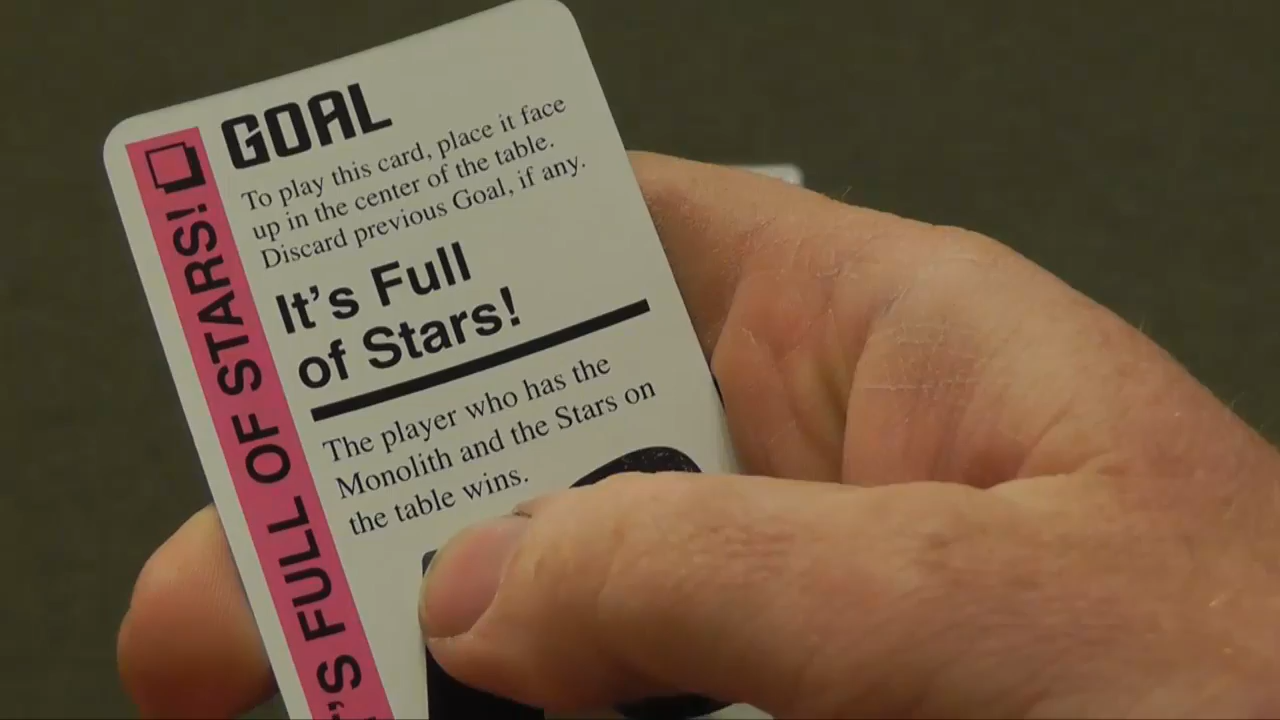 GOAL
To play this card, place it face
up in the center of the table.
Discard previous Goal, if any.
It's Full
of Stars!
The player who has the
Monolith and the Stars on
the table wins.
'S FULL OF STARS!